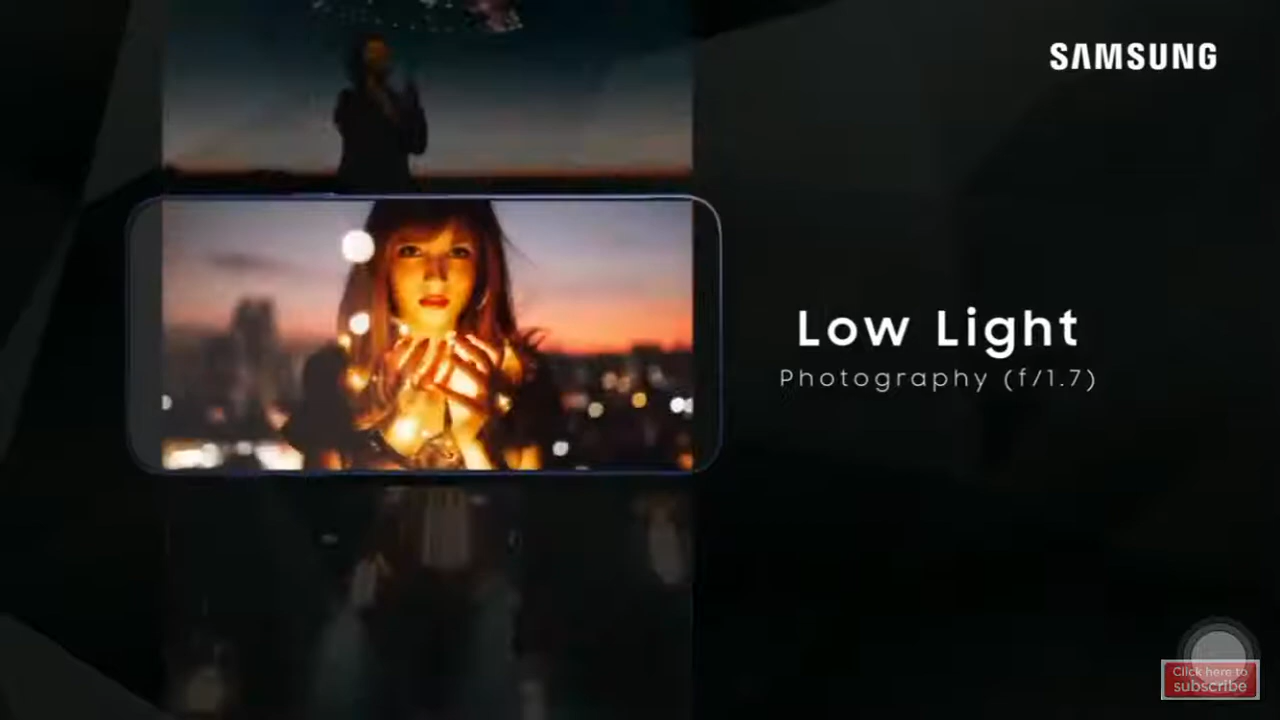 SAMSUNG
Low Light
Photography (f/1.7)
Click here to
subscribe